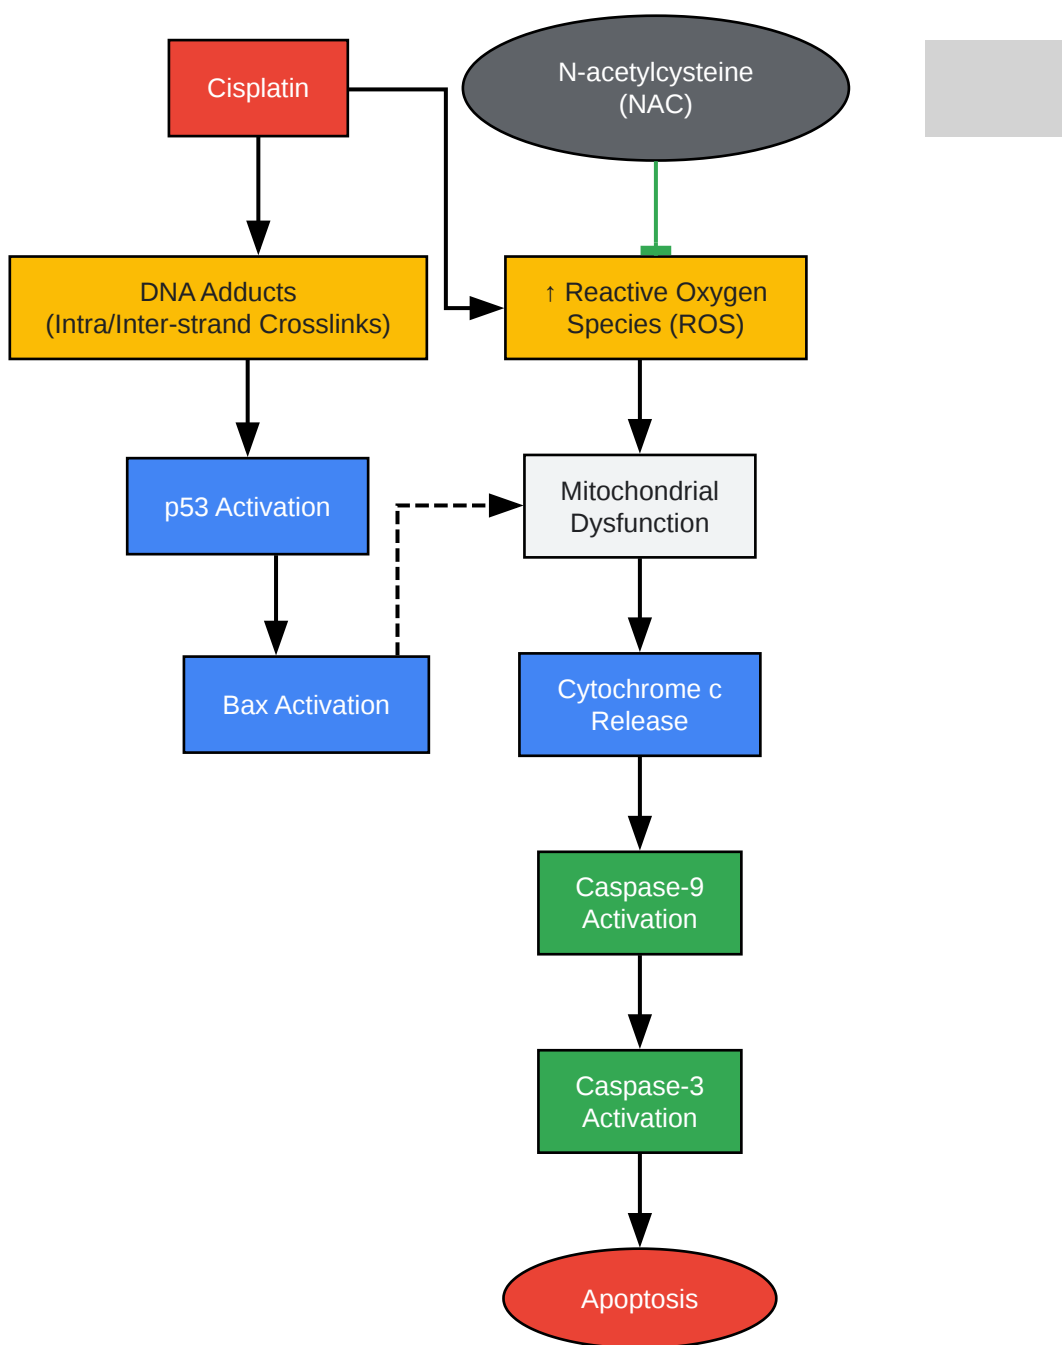 Cisplatin
N-acetylcysteine
(NAC)
DNA Adducts
(Intra/Inter-strand Crosslinks)
↑ Reactive Oxygen
Species (ROS)
p53 Activation
Mitochondrial
Dysfunction
Bax Activation
Cytochrome c
Release
Caspase-9
Activation
Caspase-3
Activation
Apoptosis